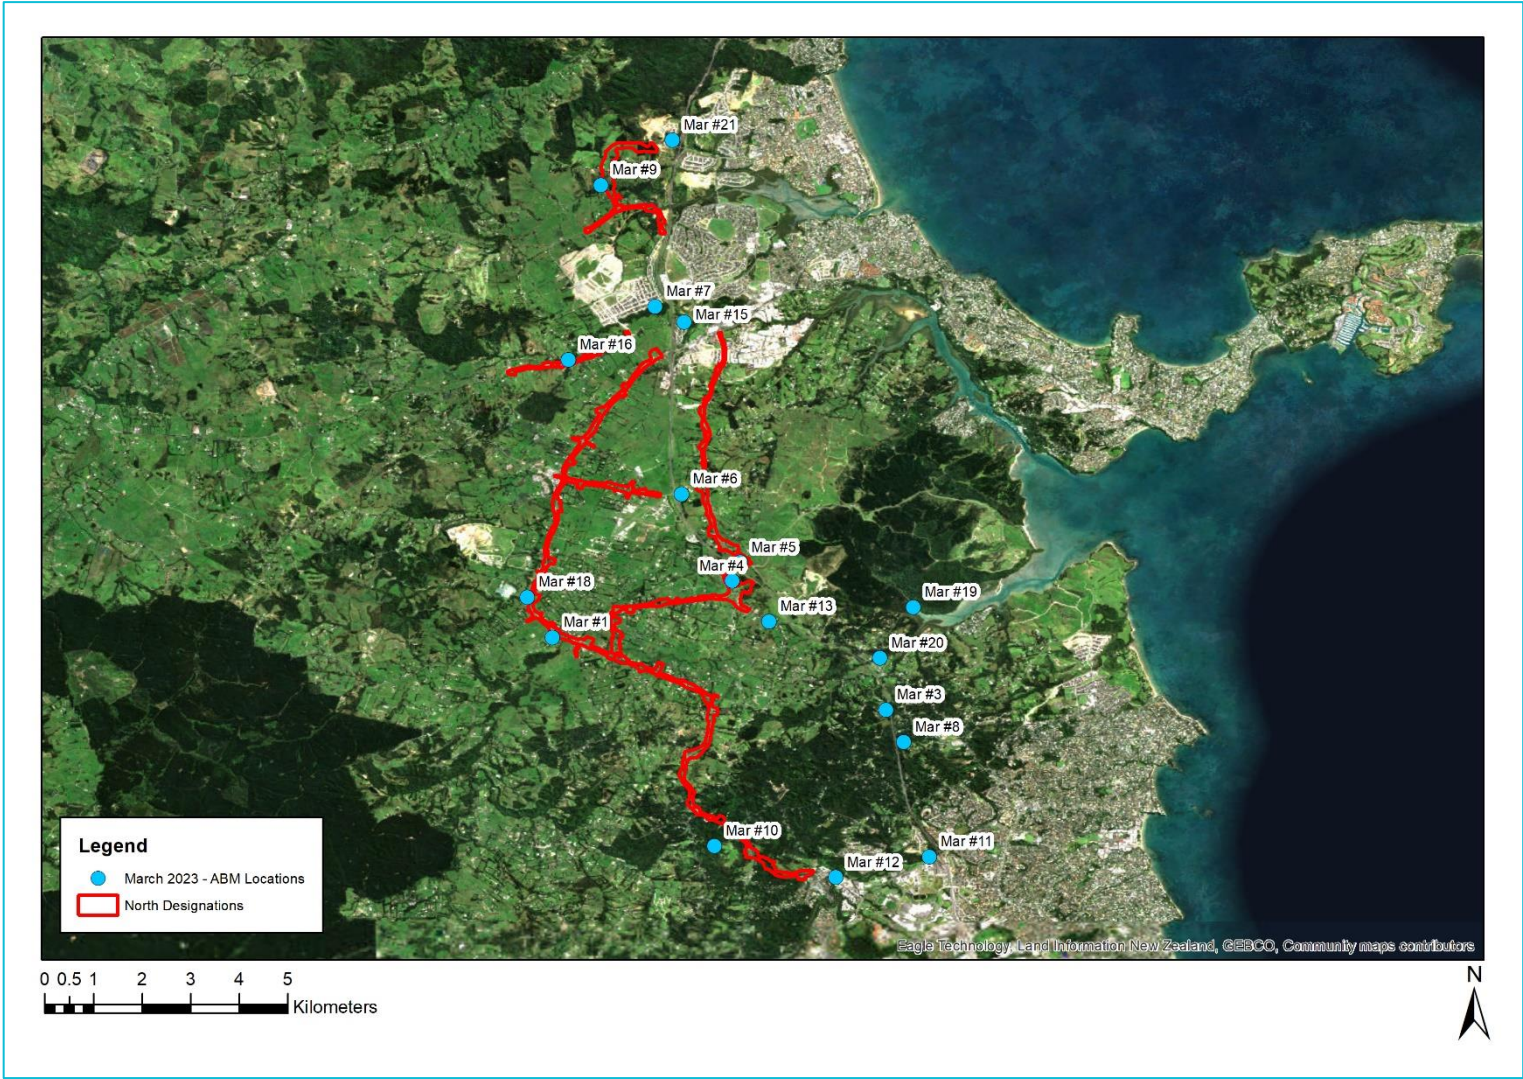 Mar #21
Mar #9
Mar #7
Mar #15
Mar #16
Mar #6
Mar #5
Mar #4
Mar #18
Mar #19
Mar #13
Mar #1
Mar #20
Mar #3
Mar #8
Mar #10
Mar #11
Mar #12
Legend
March 2023 - ABM Locations
North Designations
Eagle Technology, Land Information New Zealand, GEBCO, Community maps contributors
0 0.5 1 2 3 4 5
Kilometers
N